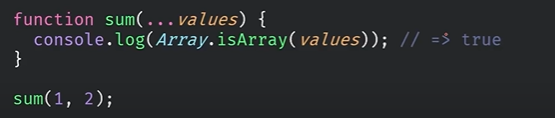 function sum(...values) {
  console.log(Array.isArray(values)); // => true
}

sum(1, 2);